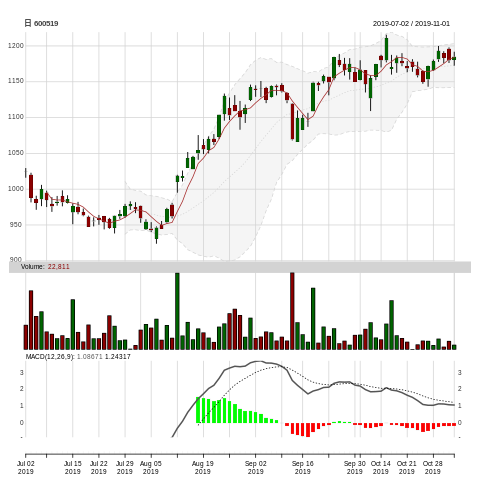 日 600519
2019-07-02 / 2019-11-01
1200
1150
1100
1050
1000
950
900
Volume: 22,811
MACD(12,26,9): 1.08671 1.24317
3 3
2 2
1 1
0 0
- -
Jul 02 Jul 15 Jul 22 Jul 29 Aug 05 Aug 19 Sep 02 Sep 16 Sep 30 Oct 14 Oct 21 Oct 28
2019 2019 2019 2019 2019 2019 2019 2019 2019 2019 2019 2019